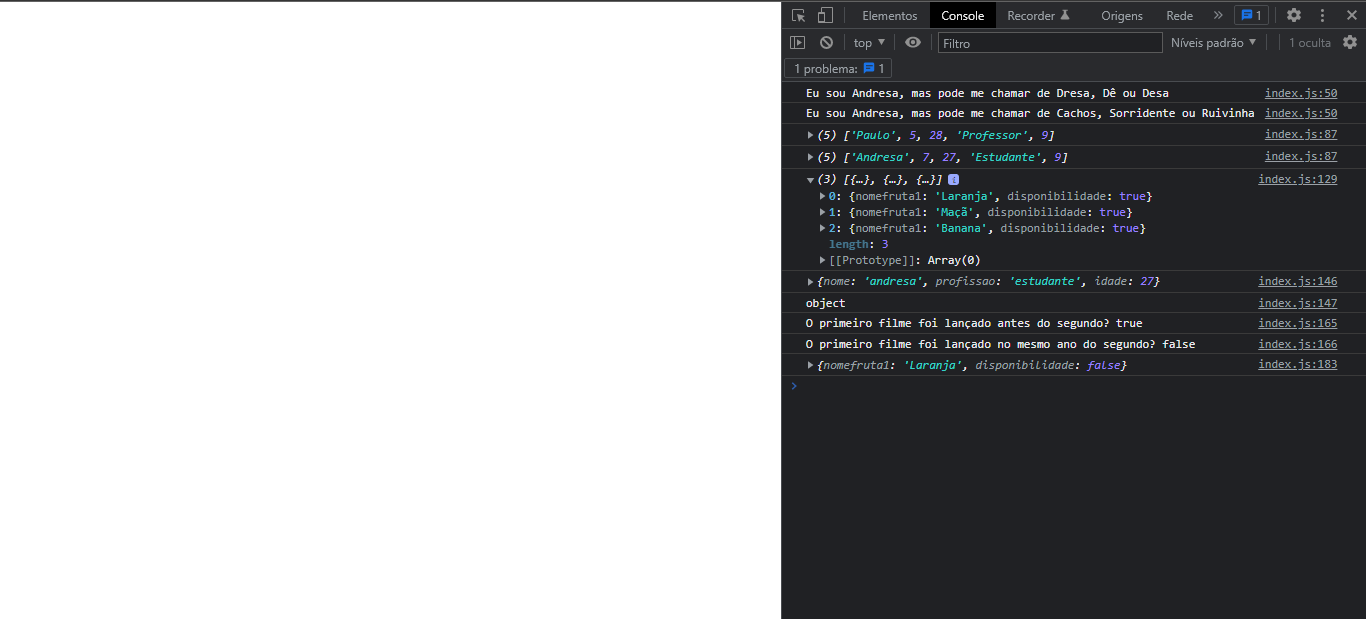 Elementos Console Recorder Origens Rede » 1
top Filtro Níveis padrão 1 oculta
1 problema: 1
Eu sou Andresa, mas pode me chamar de Dresa, Dê ou Desa index.js:50
Eu sou Andresa, mas pode me chamar de Cachos, Sorridente ou Ruivinha index.js:50
(5) ['Paulo', 5, 28, 'Professor', 9] index.js:87
(5) ['Andresa', 7, 27, 'Estudante', 9] index.js:87
(3) [{…}, {…}, {…}] i index.js:129
0: {nomefruta1: 'Laranja', disponibilidade: true}
1: {nomefruta1: 'Maçã', disponibilidade: true}
2: {nomefruta1: 'Banana', disponibilidade: true}
length: 3
[[Prototype]]: Array(0)
{nome: 'andresa', profissao: 'estudante', idade: 27} index.js:146
object index.js:147
O primeiro filme foi lançado antes do segundo? true index.js:165
O primeiro filme foi lançado no mesmo ano do segundo? false index.js:166
{nomefruta1: 'Laranja', disponibilidade: false} index.js:183